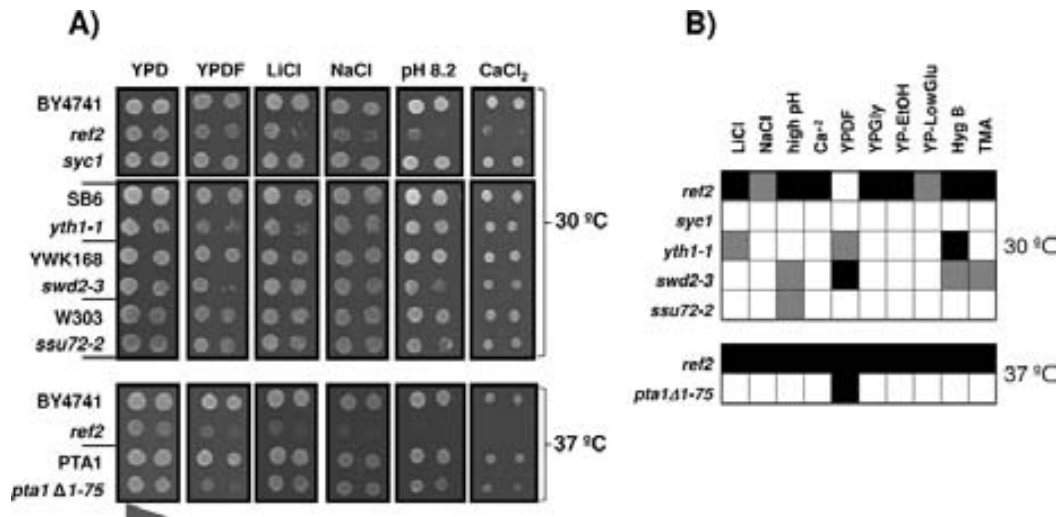 A)
YPD YPDF LiCl NaCl pH 8.2 CaCl2
BY4741
ref2
syc1
SB6
yth1-1
YWK168
swd2-3
W303
ssu72-2
30 ºC
BY4741
ref2
PTA1
pta1 Δ1-75
37 ºC
B)
LiCl
NaCl
high pH
Ca+2
YPDF
YPGly
YP-EtOH
YP-LowGlu
Hyg B
TMA
ref2
syc1
yth1-1
swd2-3
ssu72-2
30 ºC
ref2
pta1Δ1-75
37 ºC